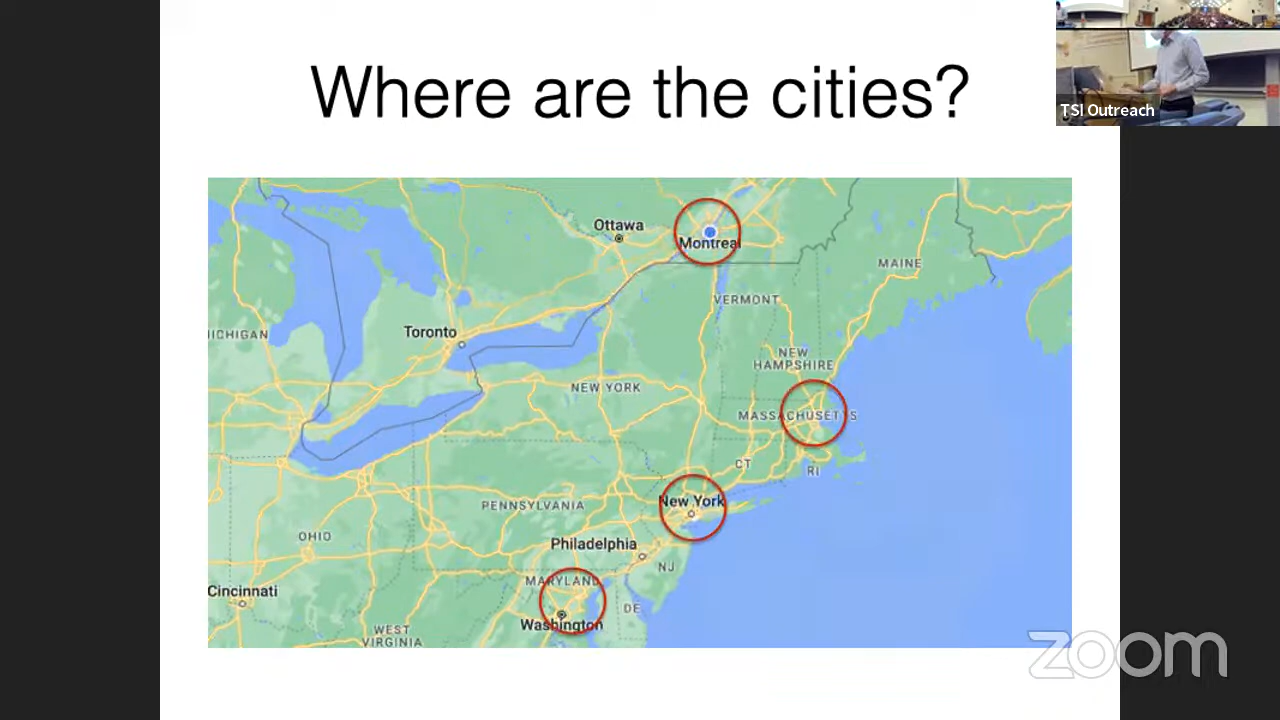 Where are the cities?
TSI Outreach
Ottawa
Montreal
MAINE
VERMONT
Toronto
ICHIGAN
NEW
HAMPSHIRE
NEW YORK
MASSACHUSETTS
CT
RI
PENNSYLVANIA
New York
OHIO
Philadelphia
NJ
MARYLAND
Cincinnati
DE
Washington
WEST
VIRGINIA
zoom